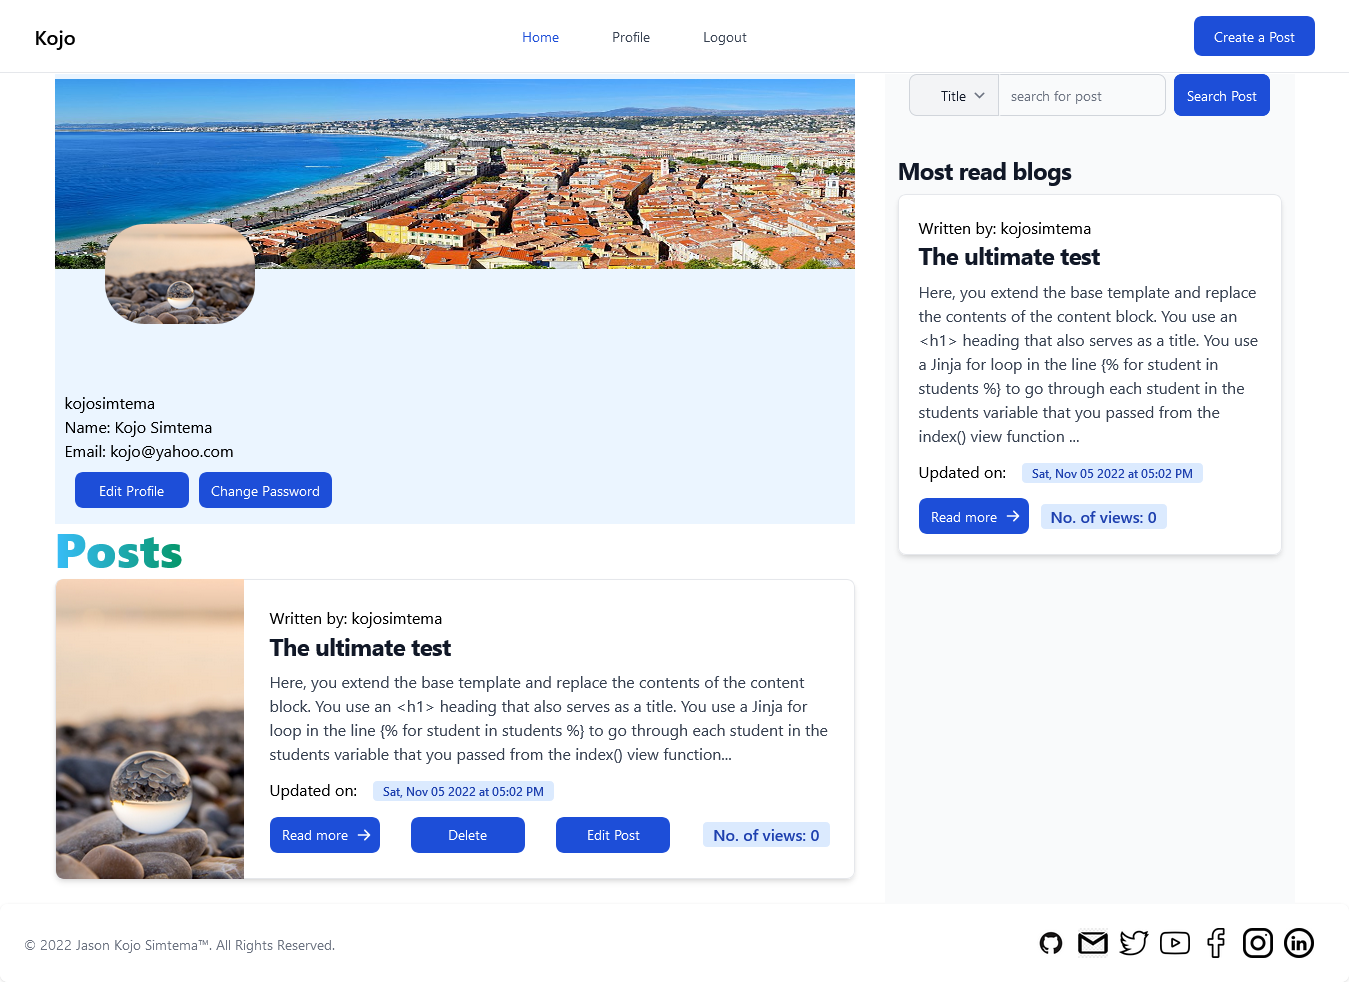 Kojo
Home
Profile
Logout
Create a Post
Title
search for post
Search Post
kojosimtema
Name: Kojo Simtema
Email: kojo@yahoo.com
Edit Profile
Change Password
Posts
Written by: kojosimtema
The ultimate test
Here, you extend the base template and replace the contents of the content
block. You use an <h1> heading that also serves as a title. You use a Jinja for
loop in the line {% for student in students %} to go through each student in the
students variable that you passed from the index() view function...
Updated on:
Sat, Nov 05 2022 at 05:02 PM
Read more
Delete
Edit Post
No. of views: 0
Most read blogs
Written by: kojosimtema
The ultimate test
Here, you extend the base template and replace
the contents of the content block. You use an
<h1> heading that also serves as a title. You use
a Jinja for loop in the line {% for student in
students %} to go through each student in the
students variable that you passed from the
index() view function ...
Updated on:
Sat, Nov 05 2022 at 05:02 PM
Read more
No. of views: 0
© 2022 Jason Kojo Simtema™. All Rights Reserved.